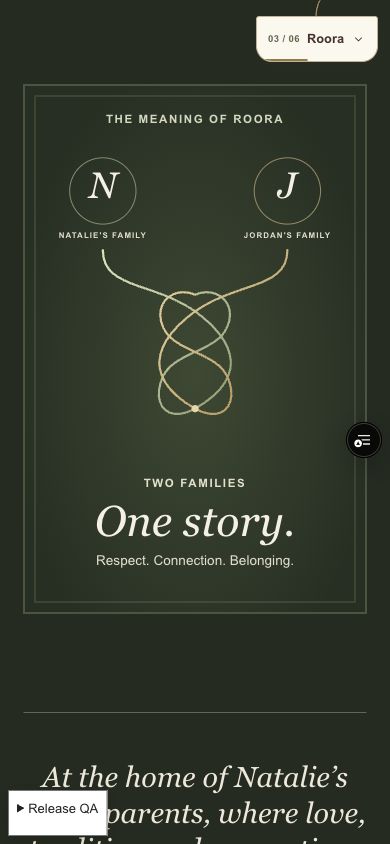 03 / 06 Roora
THE MEANING OF ROORA
N J
NATALIE'S FAMILY JORDAN'S FAMILY
TWO FAMILIES
One story.
Respect. Connection. Belonging.
At the home of Natalie’s
parents, where love,
Release QA